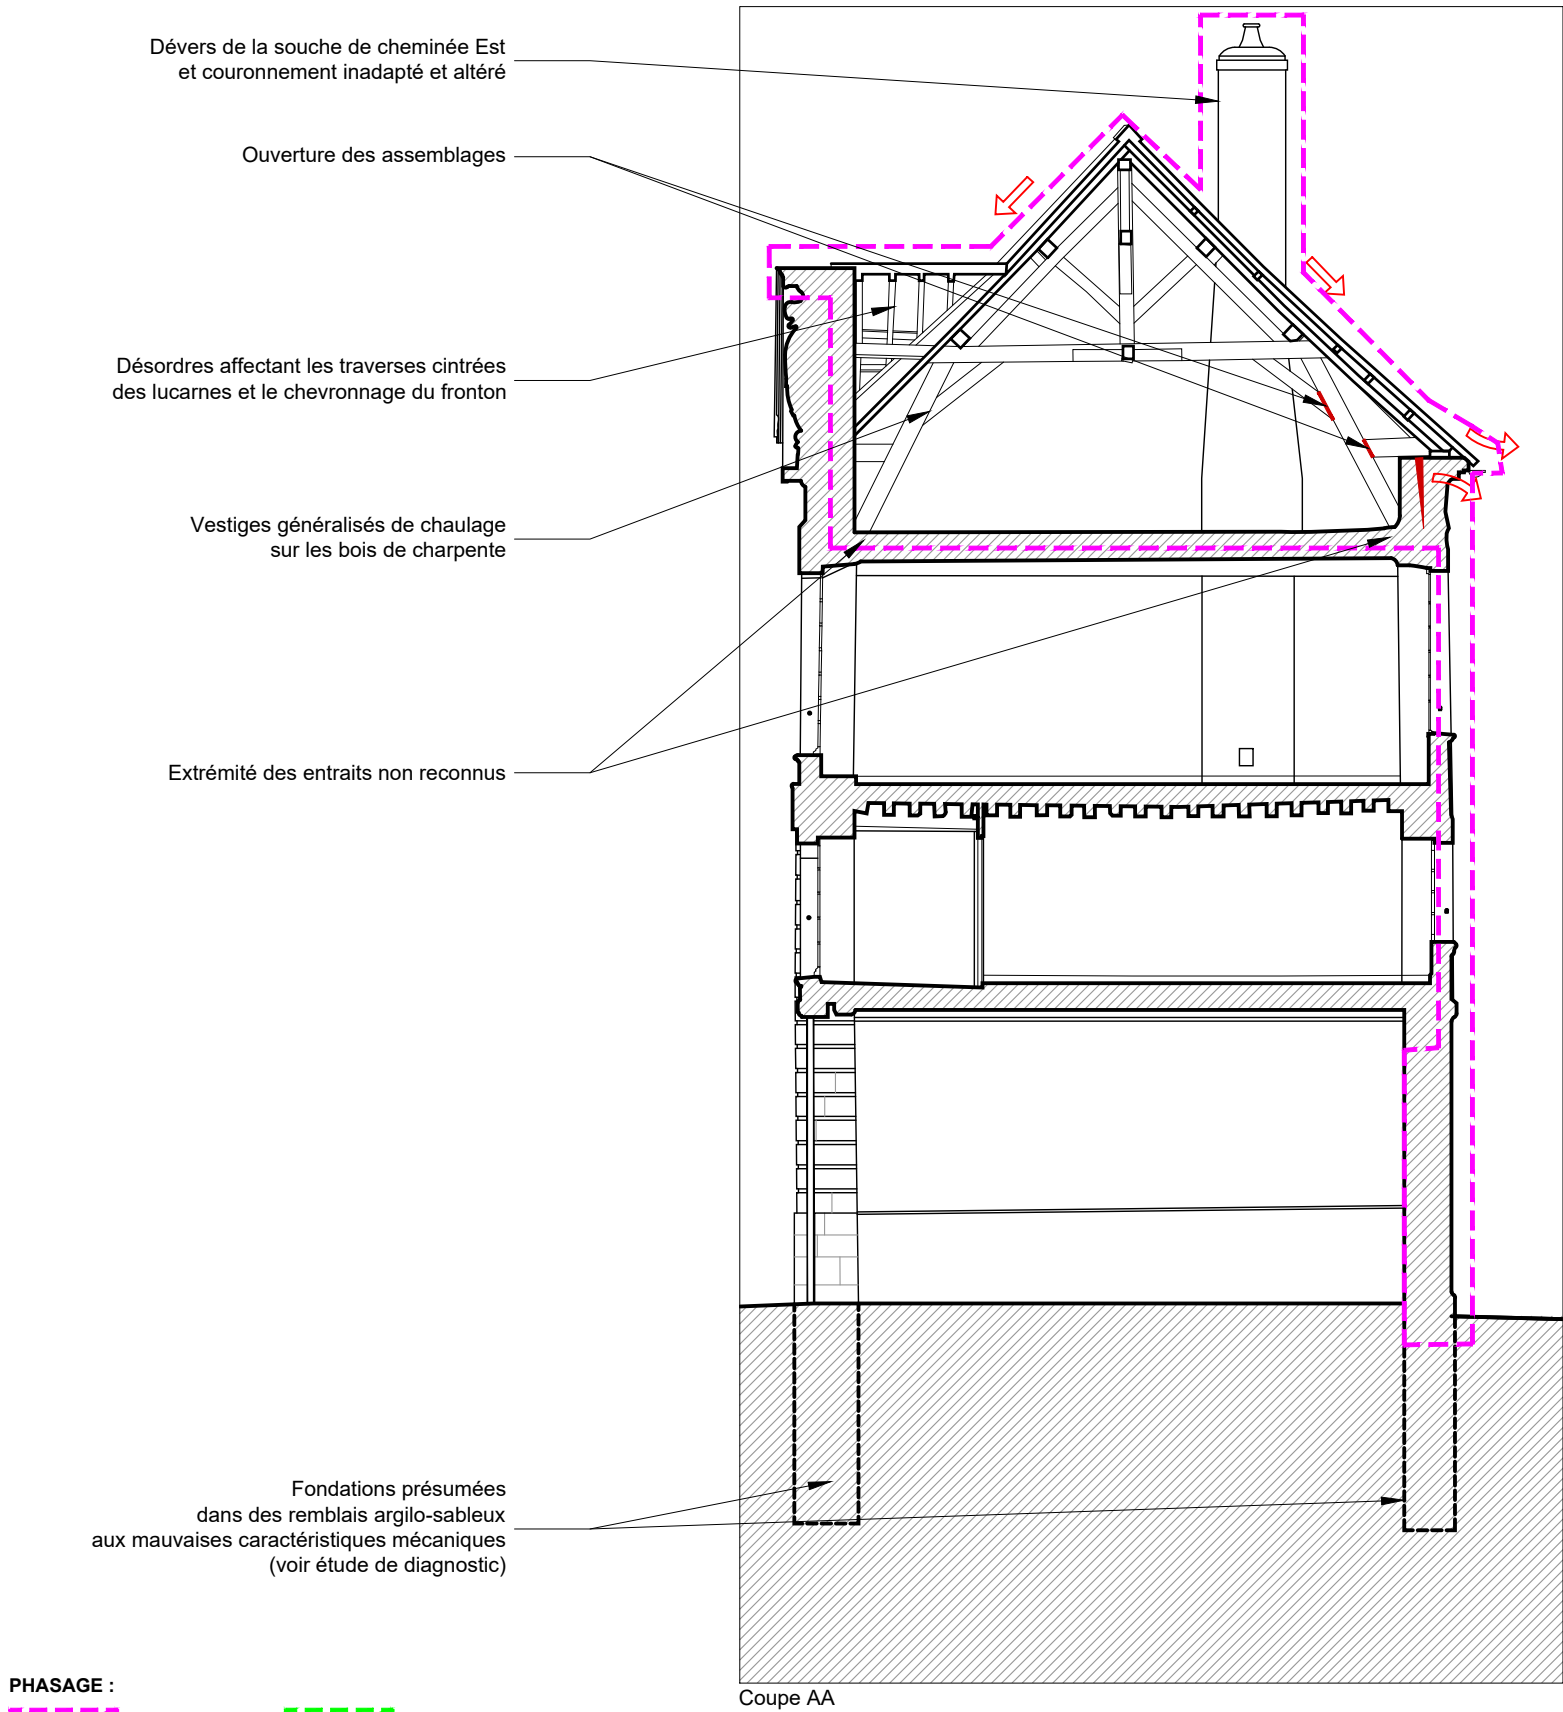 Dévers de la souche de cheminée Est
et couronnement inadapté et altéré
Ouverture des assemblages
Désordres affectant les traverses cintrées
des lucarnes et le chevronnage du fronton
Vestiges généralisés de chaulage
sur les bois de charpente
Extrémité des entraits non reconnus
Fondations présumées
dans des remblais argilo-sableux
aux mauvaises caractéristiques mécaniques
(voir étude de diagnostic)
PHASAGE :
Coupe AA